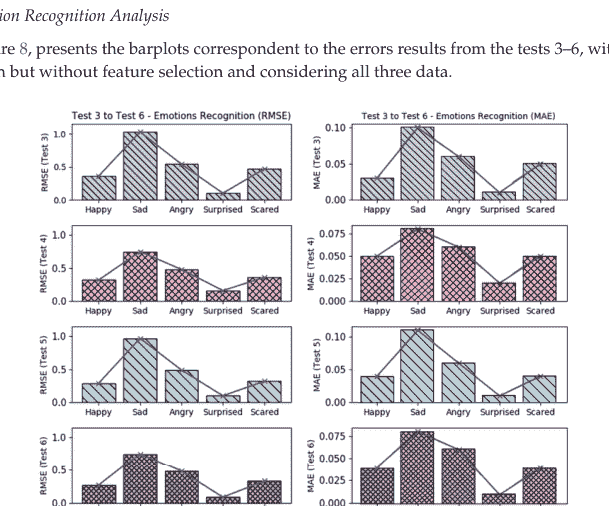 ion Recognition Analysis
re 8, presents the barplots correspondent to the errors results from the tests 3–6, wit
n but without feature selection and considering all three data.
Test 3 to Test 6 - Emotions Recognition (RMSE)
RMSE (Test 3)
1.0
0.5
0.0
Happy Sad Angry Surprised Scared
RMSE (Test 4)
1.0
0.5
0.0
Happy Sad Angry Surprised Scared
RMSE (Test 5)
1.0
0.5
0.0
Happy Sad Angry Surprised Scared
RMSE (Test 6)
1.0
0.5
0.0
Test 3 to Test 6 - Emotions Recognition (MAE)
MAE (Test 3)
0.10
0.05
0.00
Happy Sad Angry Surprised Scared
MAE (Test 4)
0.075
0.050
0.025
0.000
Happy Sad Angry Surprised Scared
MAE (Test 5)
0.10
0.05
0.00
Happy Sad Angry Surprised Scared
MAE (Test 6)
0.075
0.050
0.025
0.000